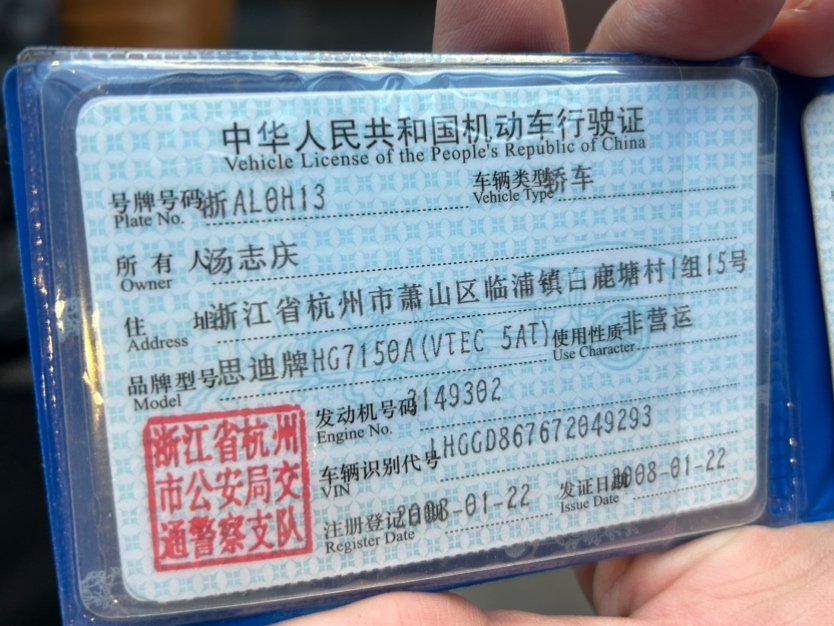 中华人民共和国机动车行驶证
Vehicle License of the People's Republic of China
号牌号码 浙AL0H13 车辆类型 轿车
Plate No. Vehicle Type
所有人 汤志庆
Owner
住址 浙江省杭州市萧山区临浦镇白鹿塘村1组15号
Address
品牌型号 思迪牌HG7150A(VTEC 5AT) 使用性质 非营运
Model Use Character
发动机号码 3149302
Engine No.
车辆识别代号 LHGGD867672049293
VIN
注册登记日期 2008-01-22 发证日期 2008-01-22
Register Date Issue Date
浙江省杭州
市公安局交
通警察支队